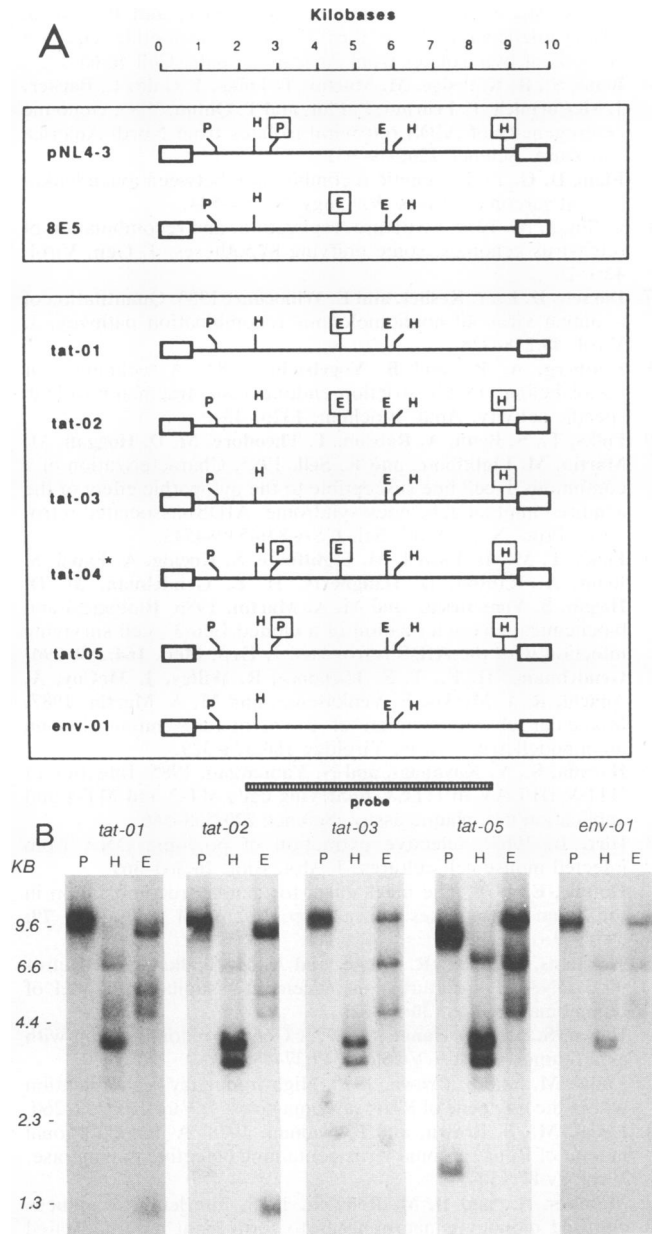 A
Kilobases
0 1 2 3 4 5 6 7 8 9 10
pNL4-3
P H P E H H
8E5
P H E E H
tat-01
P H E E H
tat-02
P H E E H H
tat-03
P H E H H
tat-04*
P H P E E H H
tat-05
P H P E H H
env-01
P H E H
probe
B
tat-01 tat-02 tat-03 tat-05 env-01
KB P H E P H E P H E P H E P H E
9.6 -
6.6 -
4.4 -
2.3 -
1.3 -